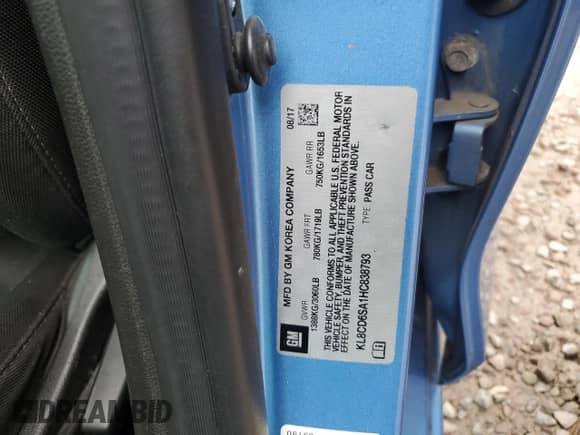 MFD BY GM KOREA COMPANY
08/17
GVWR GAWR FRT GAWR RR
1388KG/3060LB 780KG/1719LB 750KG/1653LB
THIS VEHICLE CONFORMS TO ALL APPLICABLE U.S. FEDERAL MOTOR
VEHICLE SAFETY, BUMPER, AND THEFT PREVENTION STANDARDS IN
EFFECT ON THE DATE OF MANUFACTURE SHOWN ABOVE.
TYPE: PASS CAR
KL8CD6SA1HC838793
GM
DREAMBID